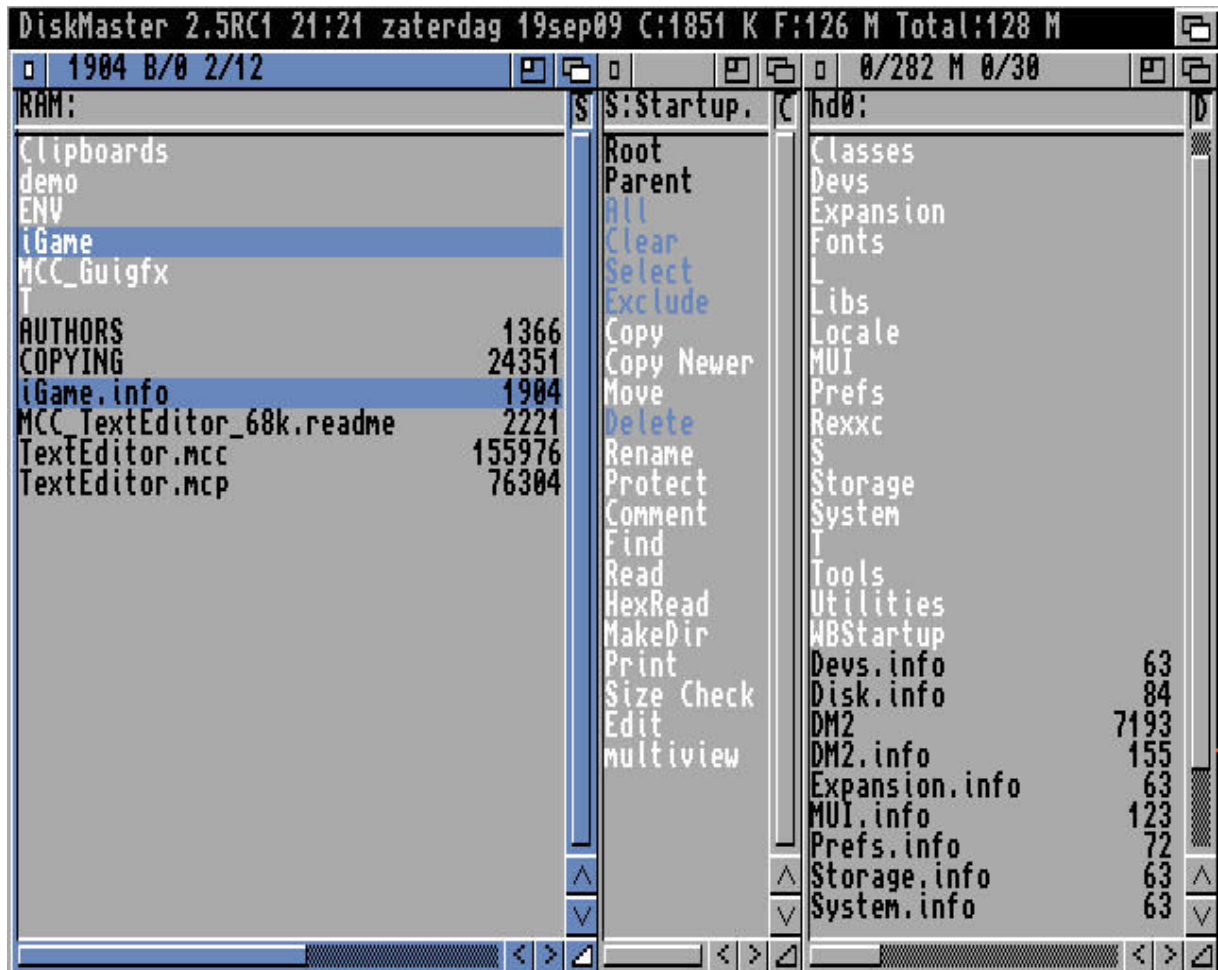 DiskMaster 2.5RC1 21:21 zaterdag 19sep09 C:1851 K F:126 M Total:128 M
1904 B/0 2/12
RAM:
S
Clipboards
demo
ENV
iGame
MCC_Guigfx
T
AUTHORS 1366
COPYING 24351
iGame.info 1904
MCC_TextEditor_68k.readme 2221
TextEditor.mcc 155976
TextEditor.mcp 76304
S:Startup.
C
Root
Parent
All
Clear
Select
Exclude
Copy
Copy Newer
Move
Delete
Rename
Protect
Comment
Find
Read
HexRead
MakeDir
Print
Size Check
Edit
multiview
0/282 M 0/30
hd0:
D
Classes
Devs
Expansion
Fonts
L
Libs
Locale
MUI
Prefs
Rexxc
S
Storage
System
T
Tools
Utilities
WBStartup
Devs.info 63
Disk.info 84
DM2 7193
DM2.info 155
Expansion.info 63
MUI.info 123
Prefs.info 72
Storage.info 63
System.info 63